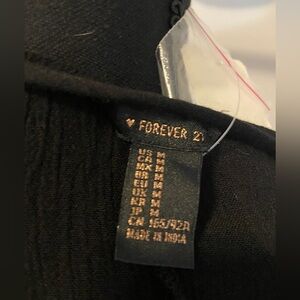 ♥ FOREVER 21
US M
CA M
MX M
BR M
EU M
UK M
KR M
JP M
CN 165/92A
MADE IN INDIA